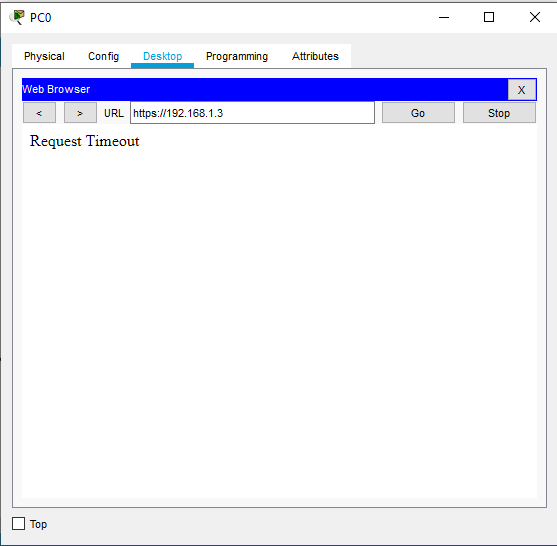 PC0
Physical Config Desktop Programming Attributes
Web Browser X
< > URL https://192.168.1.3 Go Stop
Request Timeout
Top